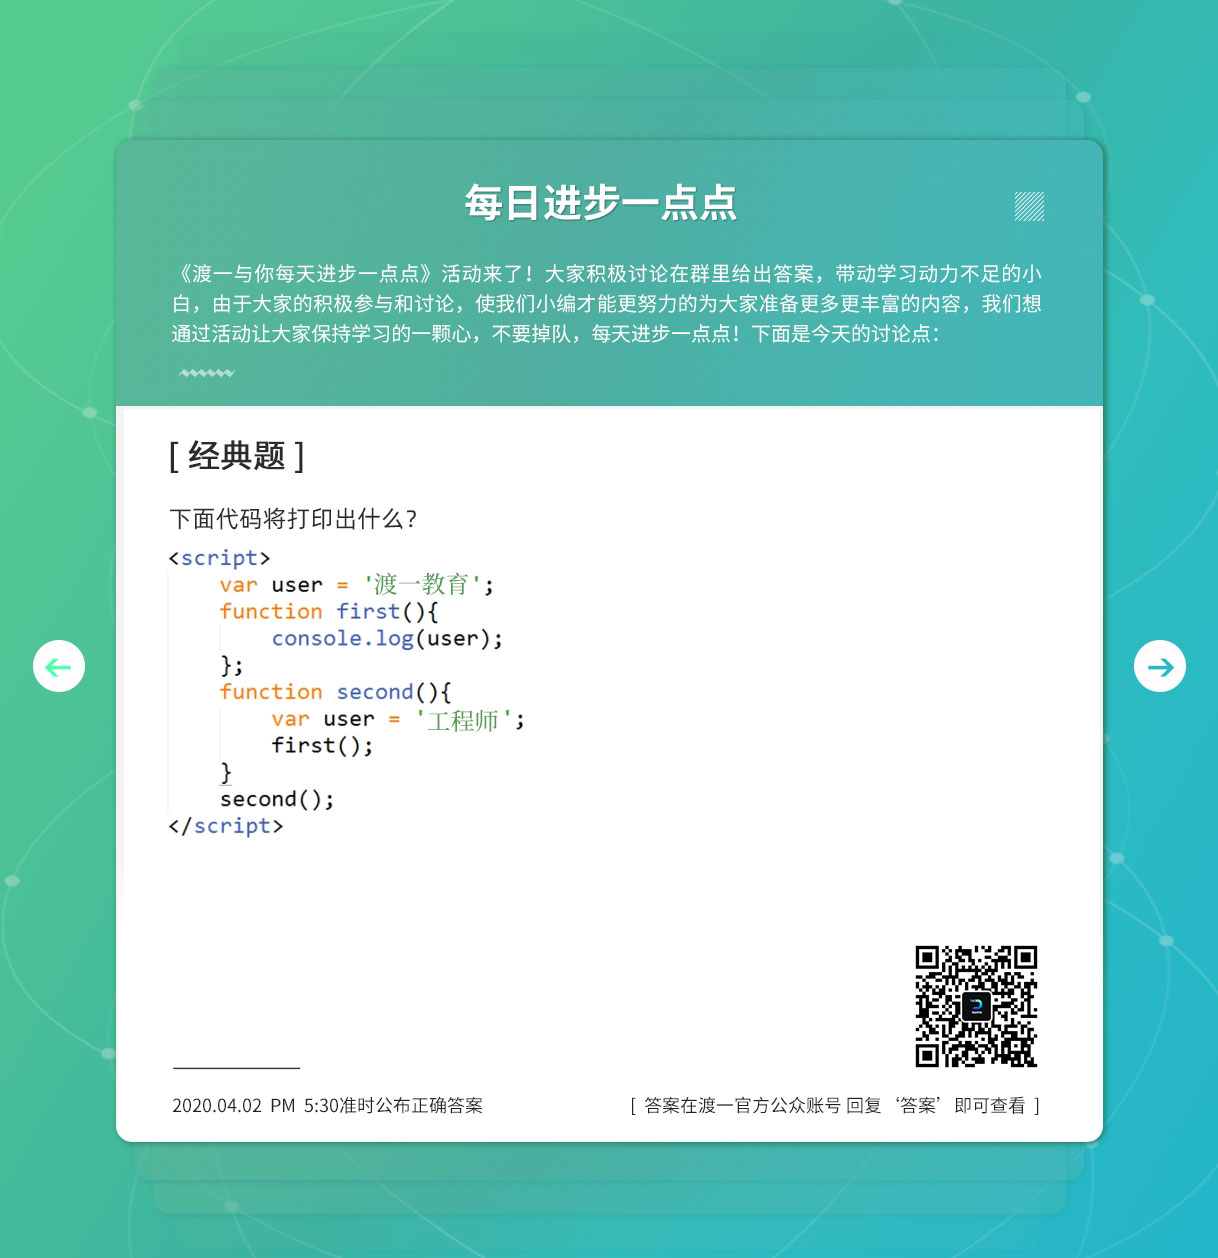 每日进步一点点
《渡一与你每天进步一点点》活动来了！大家积极讨论在群里给出答案，带动学习动力不足的小
白，由于大家的积极参与和讨论，使我们小编才能更努力的为大家准备更多更丰富的内容，我们想
通过活动让大家保持学习的一颗心，不要掉队，每天进步一点点！下面是今天的讨论点：
[ 经典题 ]
下面代码将打印出什么？
<script>
    var user = '渡一教育';
    function first(){
        console.log(user);
    };
    function second(){
        var user = '工程师';
        first();
    }
    second();
</script>
2020.04.02 PM 5:30准时公布正确答案
[ 答案在渡一官方公众账号 回复‘答案’即可查看 ]